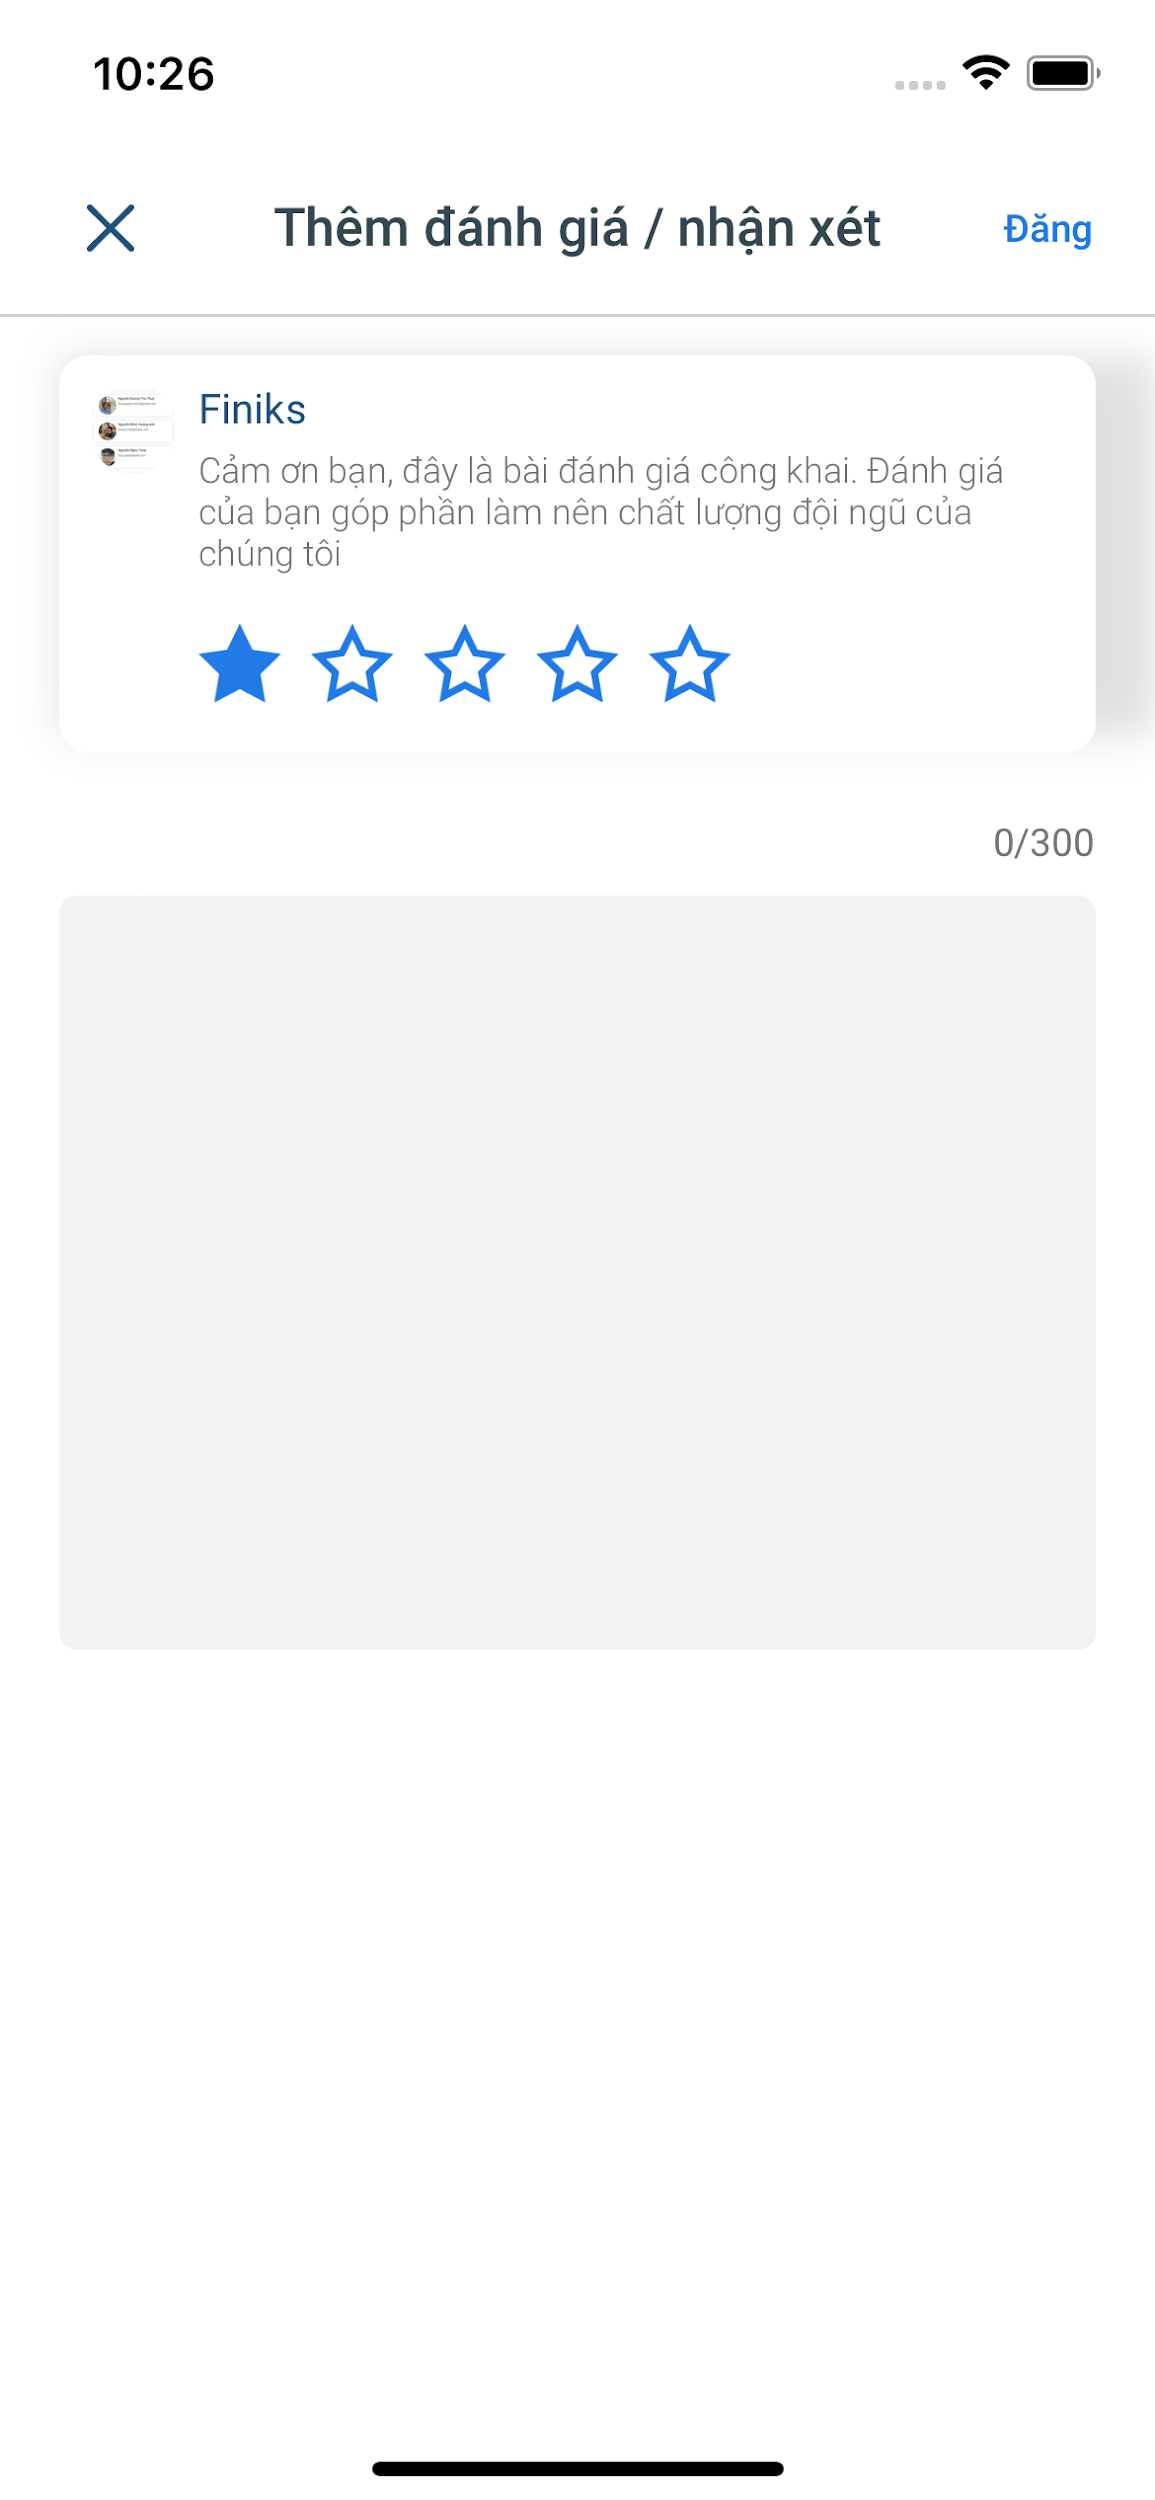 10:26
Thêm đánh giá / nhận xét
Đăng
Finiks
Cảm ơn bạn, đây là bài đánh giá công khai. Đánh giá
của bạn góp phần làm nên chất lượng đội ngũ của
chúng tôi
0/300